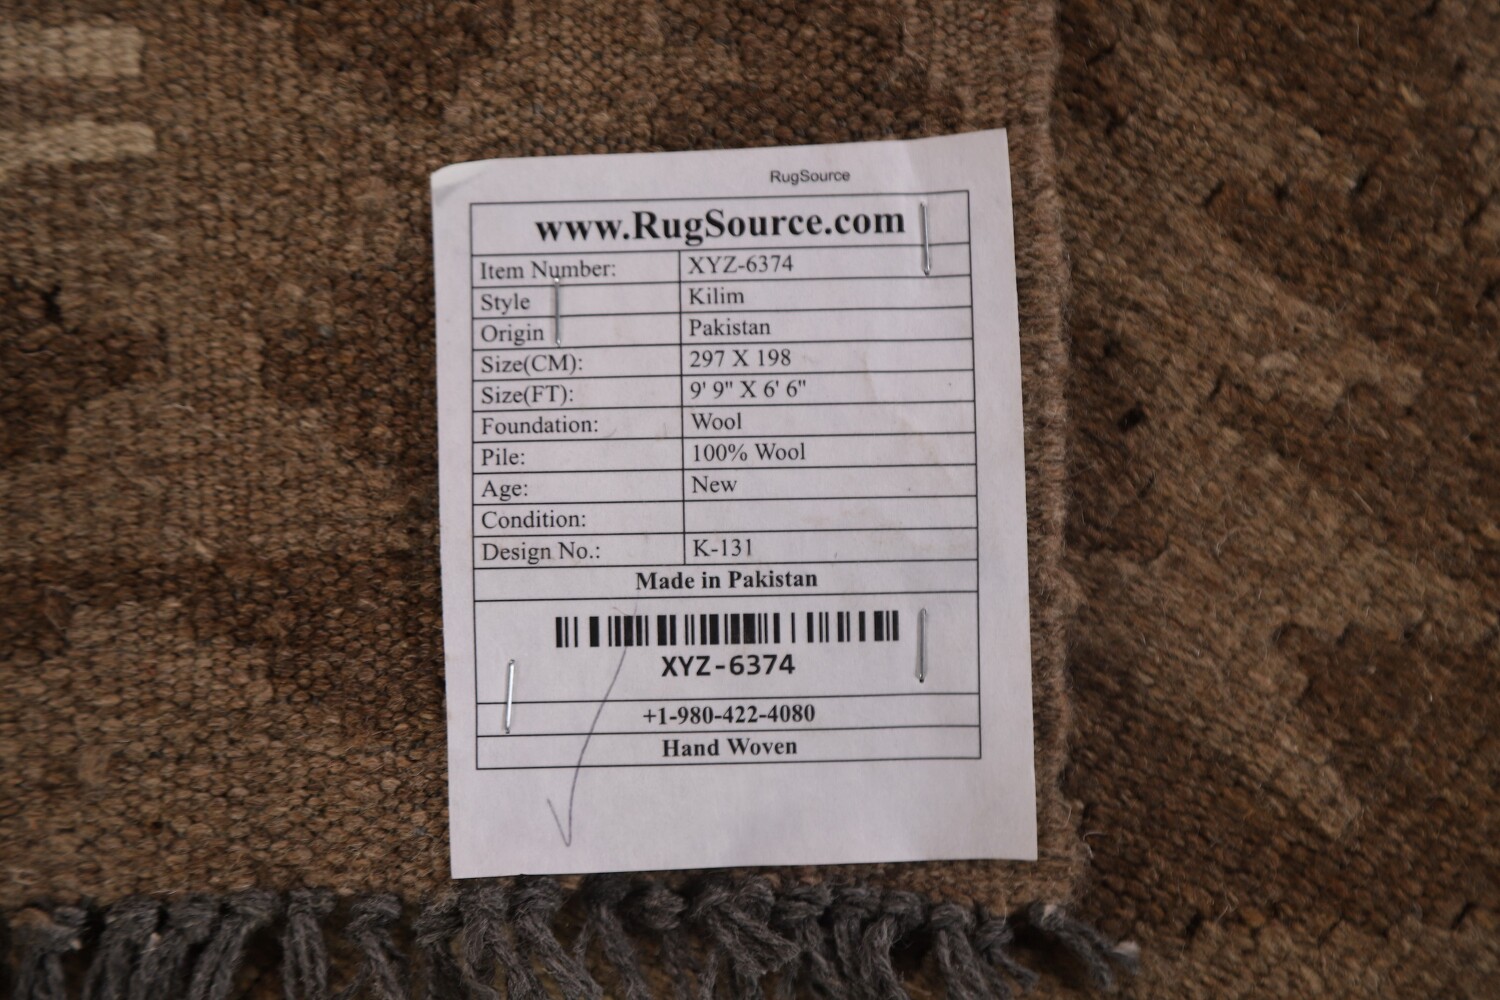 RugSource
www.RugSource.com
Item Number: XYZ-6374
Style Kilim
Origin Pakistan
Size(CM): 297 X 198
Size(FT): 9' 9" X 6' 6"
Foundation: Wool
Pile: 100% Wool
Age: New
Condition:
Design No.: K-131
Made in Pakistan
XYZ-6374
+1-980-422-4080
Hand Woven